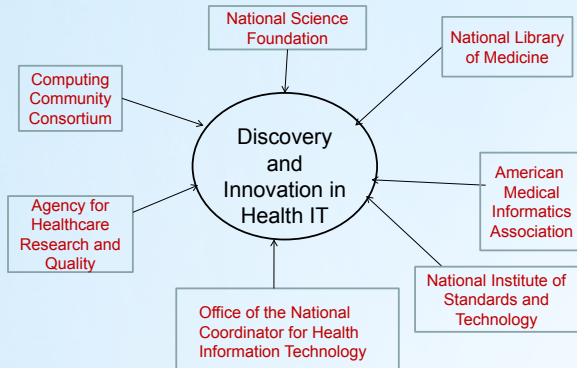 National Science
Foundation
National Library
of Medicine
Computing
Community
Consortium
Discovery
and
Innovation in
Health IT
American
Medical
Informatics
Association
Agency for
Healthcare
Research and
Quality
National Institute of
Standards and
Technology
Office of the National
Coordinator for Health
Information Technology